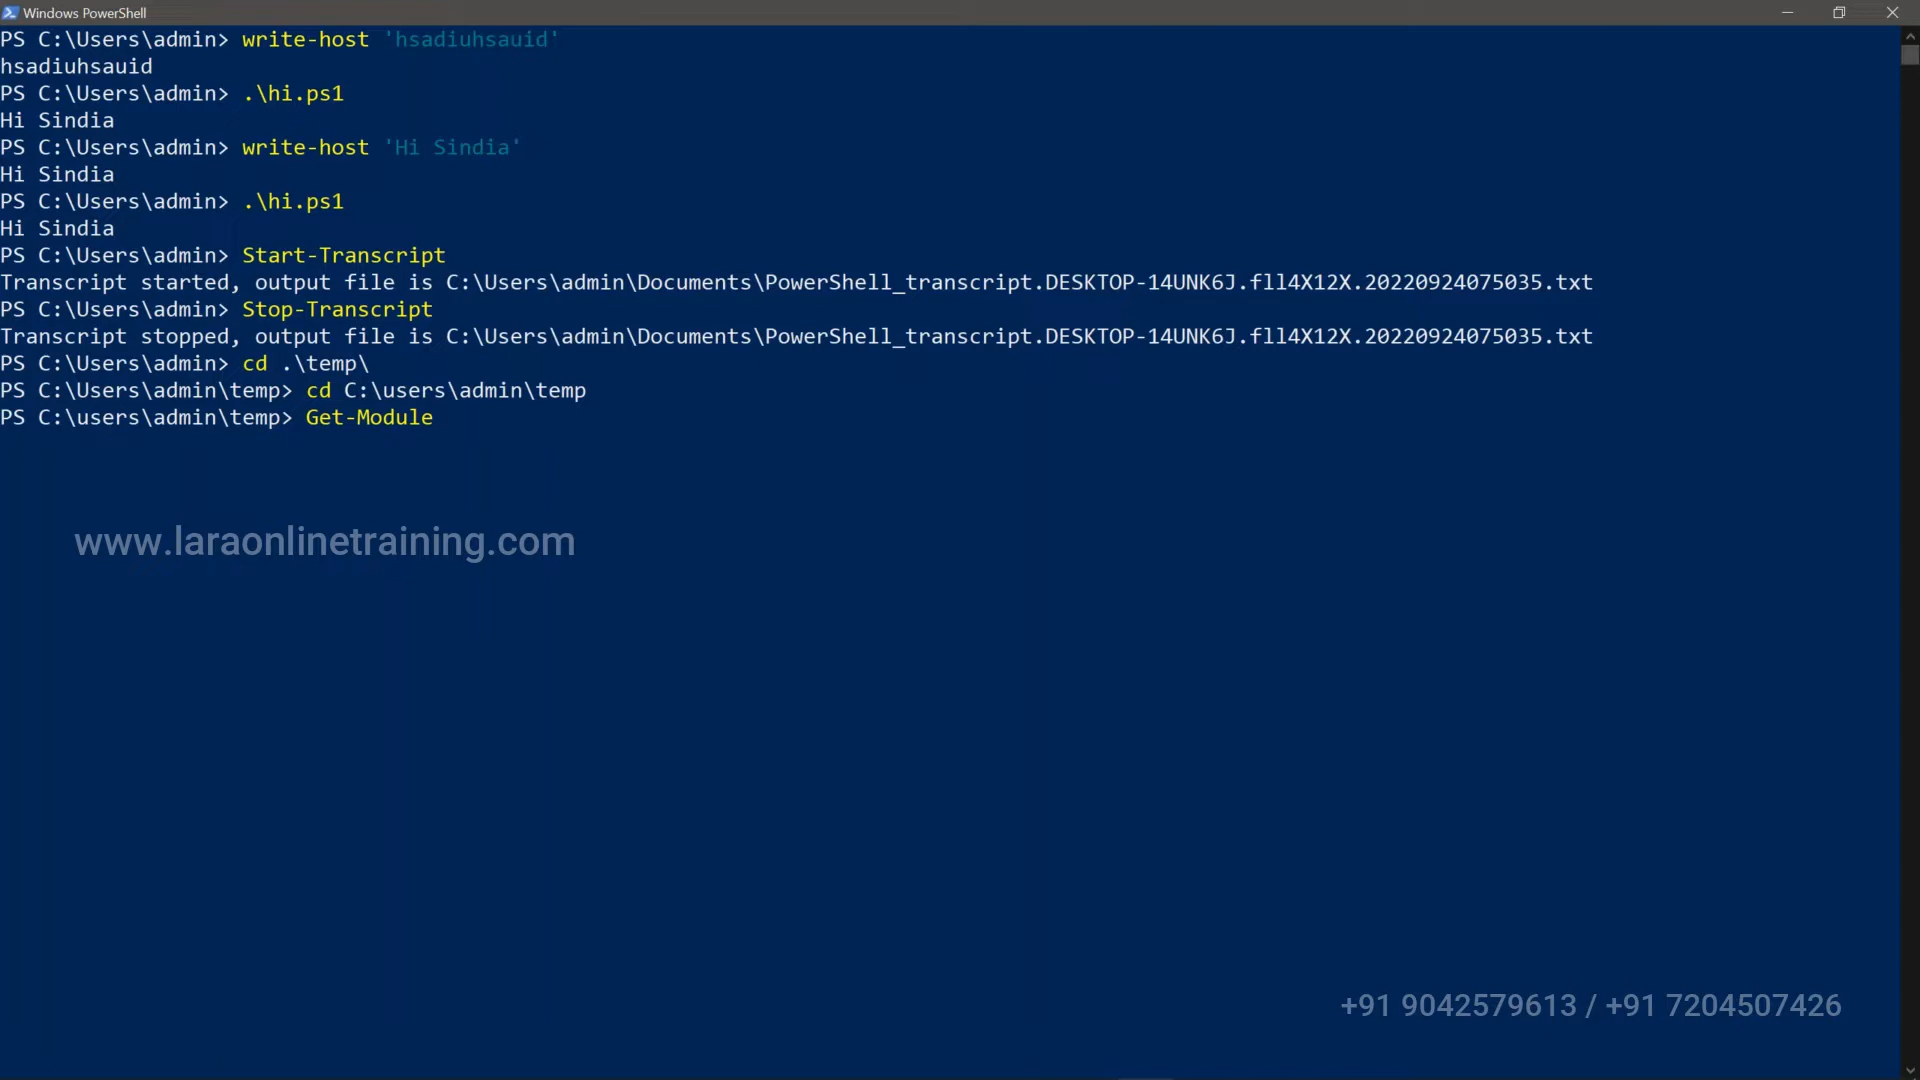 Windows PowerShell
PS C:\Users\admin> write-host 'hsadiuhsauid'
hsadiuhsauid
PS C:\Users\admin> .\hi.ps1
Hi Sindia
PS C:\Users\admin> write-host 'Hi Sindia'
Hi Sindia
PS C:\Users\admin> .\hi.ps1
Hi Sindia
PS C:\Users\admin> Start-Transcript
Transcript started, output file is C:\Users\admin\Documents\PowerShell_transcript.DESKTOP-14UNK6J.fll4X12X.20220924075035.txt
PS C:\Users\admin> Stop-Transcript
Transcript stopped, output file is C:\Users\admin\Documents\PowerShell_transcript.DESKTOP-14UNK6J.fll4X12X.20220924075035.txt
PS C:\Users\admin> cd .\temp\
PS C:\Users\admin\temp> cd C:\users\admin\temp
PS C:\users\admin\temp> Get-Module
www.laraonlinetraining.com
+91 9042579613 / +91 7204507426